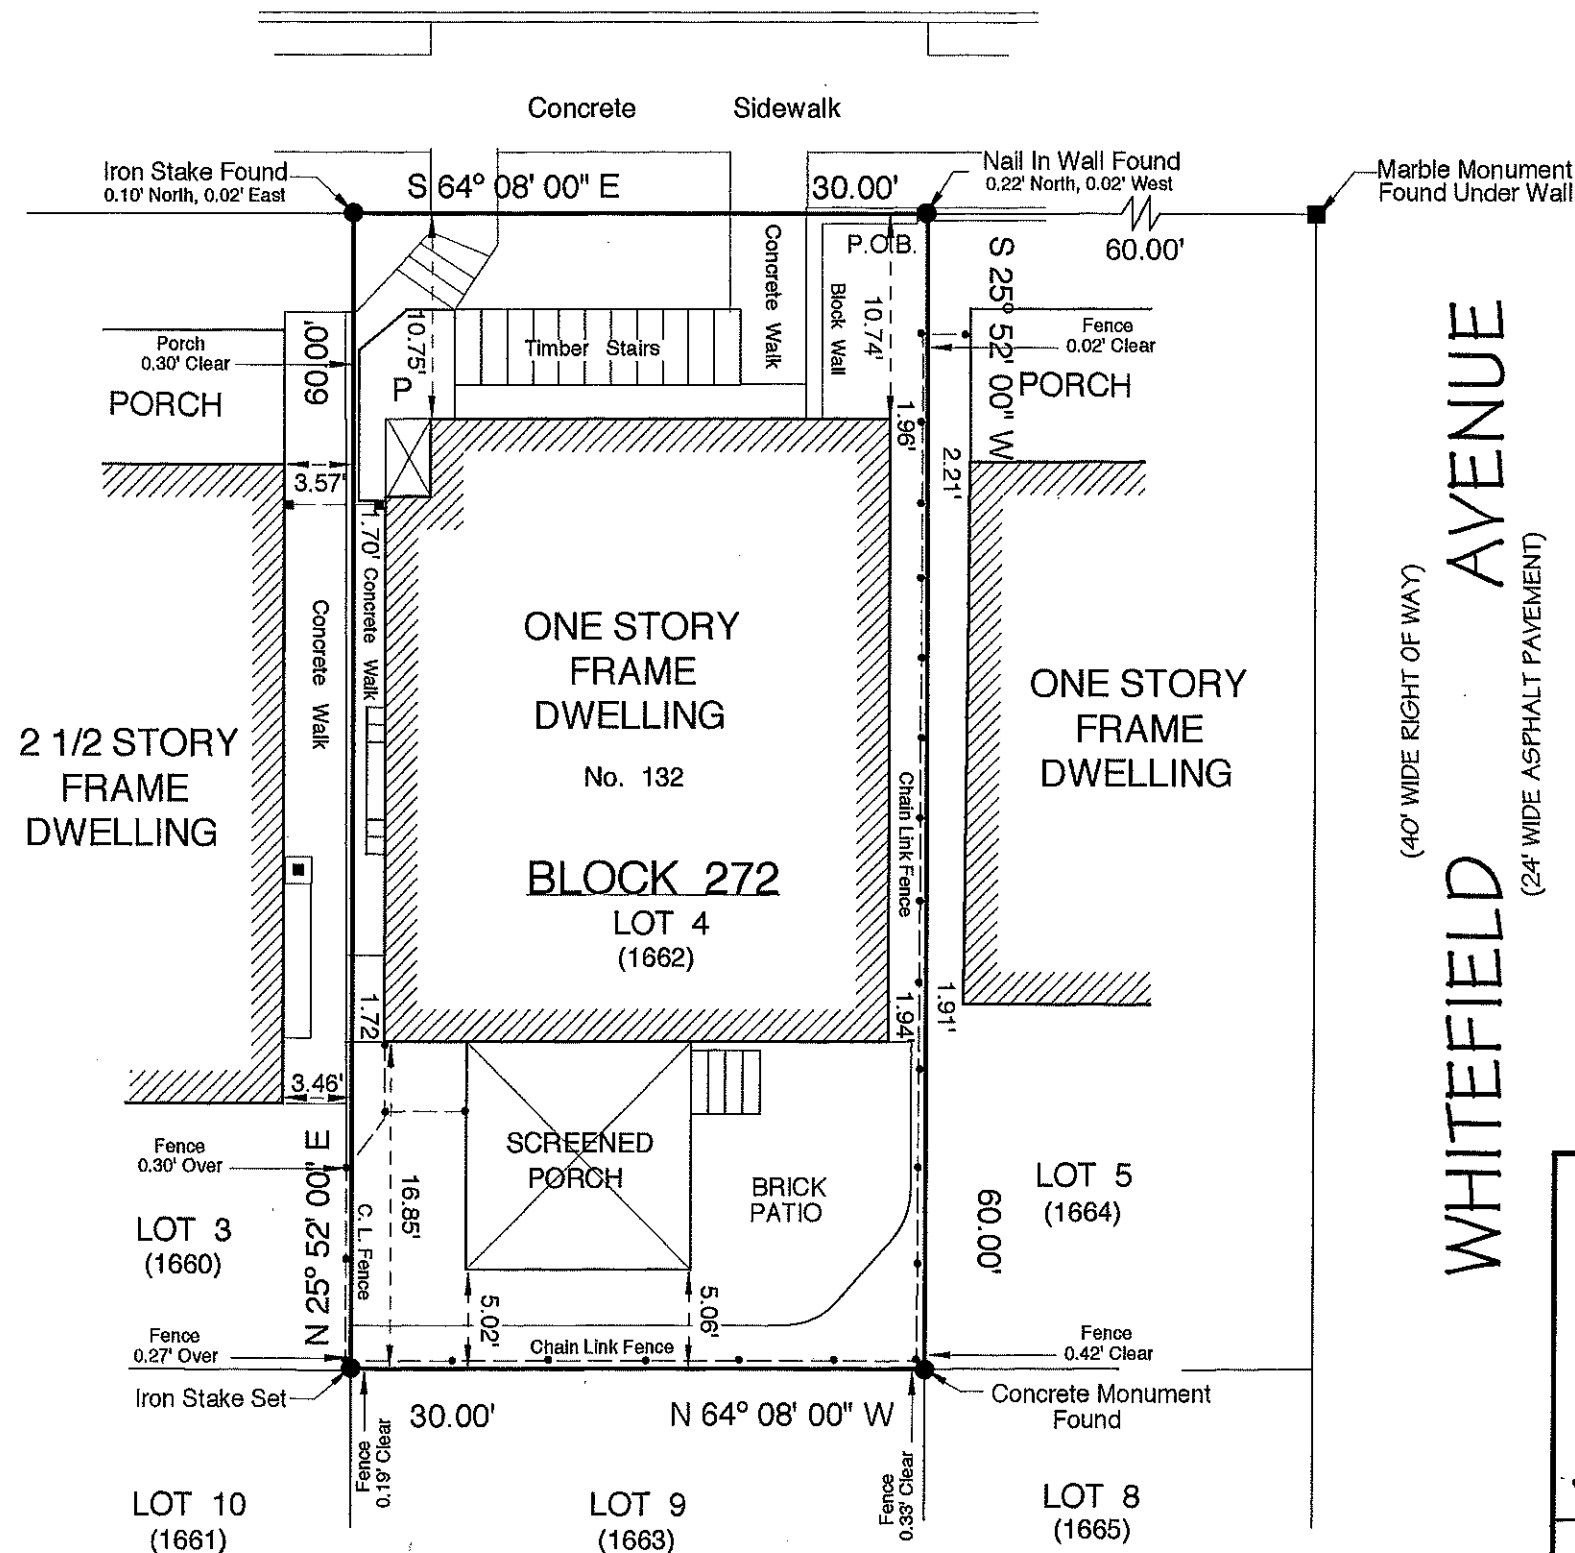 Concrete Sidewalk
Iron Stake Found
0.10' North, 0.02' East
S 64° 08' 00" E
30.00'
Nail In Wall Found
0.22' North, 0.02' West
Marble Monument
Found Under Wall
60.00'
P.O.B.
Concrete Walk
Block Wall
10.74'
S 25° 52' 00" W
Porch
0.30' Clear
PORCH
60.00'
10.75'
P
Timber Stairs
Fence
0.02' Clear
PORCH
1.96'
2.21'
3.57'
1.70'
Concrete Walk
Concrete Walk
ONE STORY
FRAME
DWELLING
No. 132
BLOCK 272
LOT 4
(1662)
2 1/2 STORY
FRAME
DWELLING
Chain Link Fence
ONE STORY
FRAME
DWELLING
WHITEFIELD AVENUE
(40' WIDE RIGHT OF WAY)
(24' WIDE ASPHALT PAVEMENT)
1.72
1.94'
1.91'
3.46'
Fence
0.30' Over
N 25° 52' 00" E
LOT 3
(1660)
C. L. Fence
16.85'
SCREENED
PORCH
BRICK
PATIO
LOT 5
(1664)
60.00'
5.02'
5.06'
Fence
0.27' Over
Chain Link Fence
Fence
0.42' Clear
Iron Stake Set
Concrete Monument
Found
Fence
0.19' Clear
30.00'
N 64° 08' 00" W
Fence
0.33' Clear
LOT 10
(1661)
LOT 9
(1663)
LOT 8
(1665)